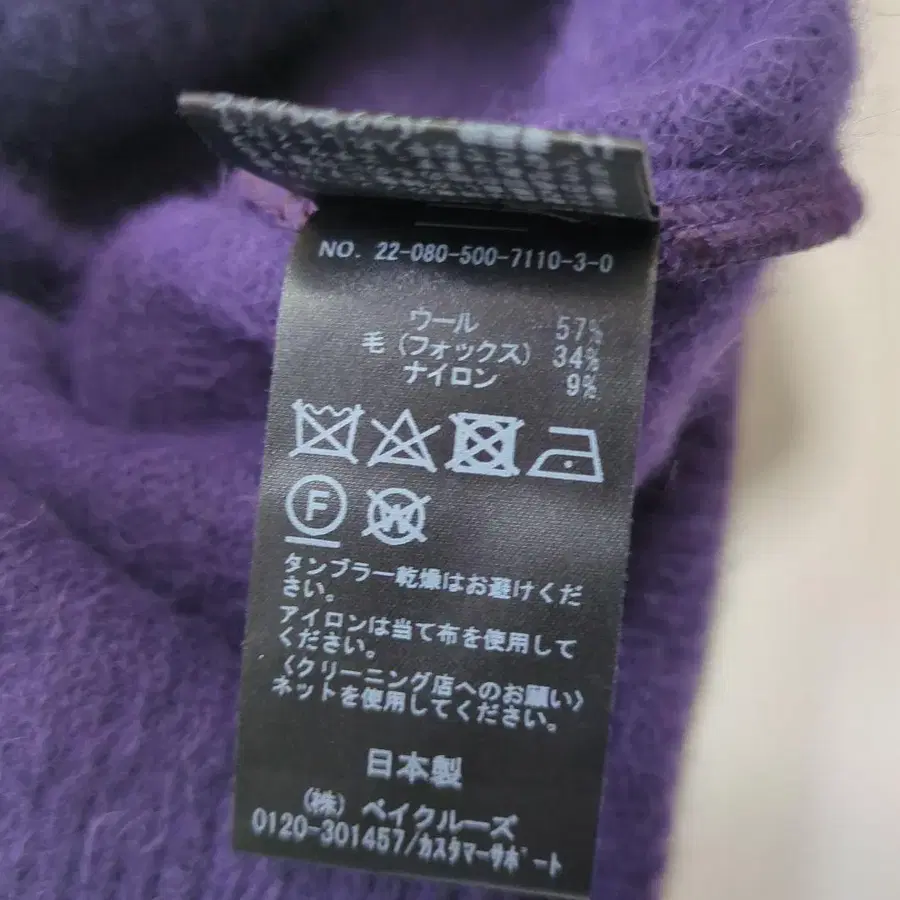 NO. 22-080-500-7110-3-0
ウール 57%
毛(フォックス) 34%
ナイロン 9%
F
W
タンブラー乾燥はお避けくだ
さい。
アイロンは当て布を使用して
ください。
〈クリーニング店へのお願い〉
ネットを使用してください。
日本製
(株) ベイクルーズ
0120-301457/カスタマーサポート